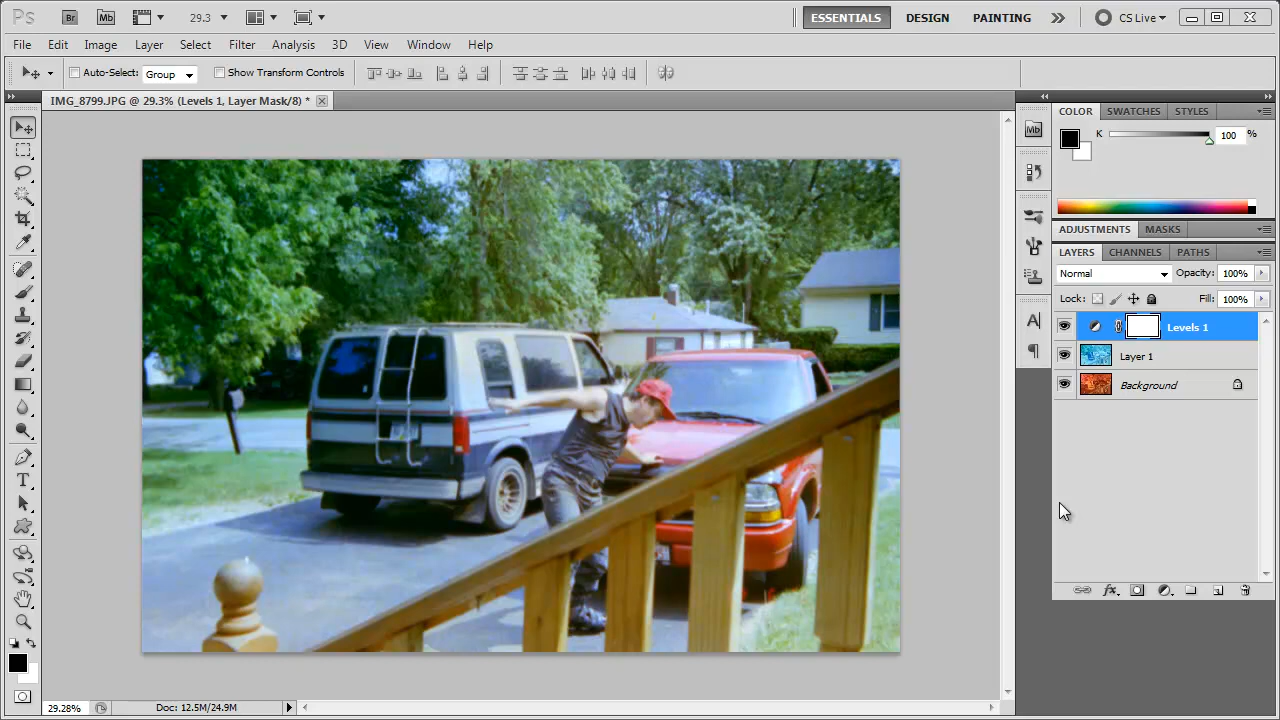 Ps Br Mb 29.3 ESSENTIALS DESIGN PAINTING CS Live
File Edit Image Layer Select Filter Analysis 3D View Window Help
Auto-Select: Group Show Transform Controls
IMG_8799.JPG @ 29.3% (Levels 1, Layer Mask/8) *
COLOR SWATCHES STYLES
Mb
K 100 %
ADJUSTMENTS MASKS
LAYERS CHANNELS PATHS
Normal Opacity: 100%
Lock: Fill: 100%
Levels 1
Layer 1
Background
29.28% Doc: 12.5M/24.9M